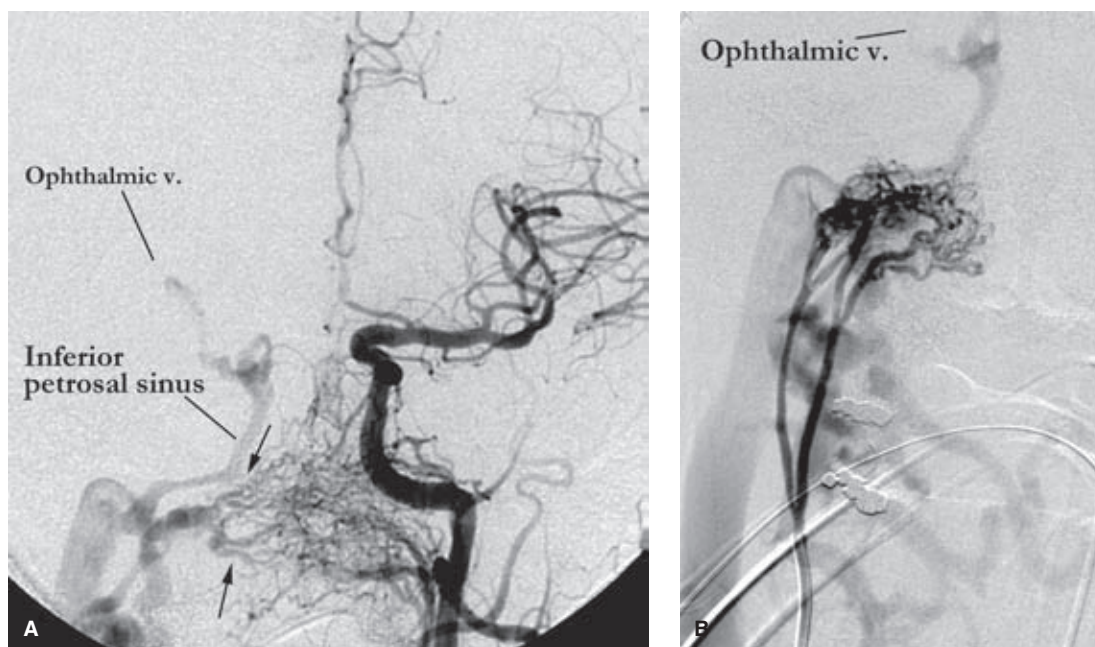 Ophthalmic v.
Inferior
petrosal sinus
A
Ophthalmic v.
B